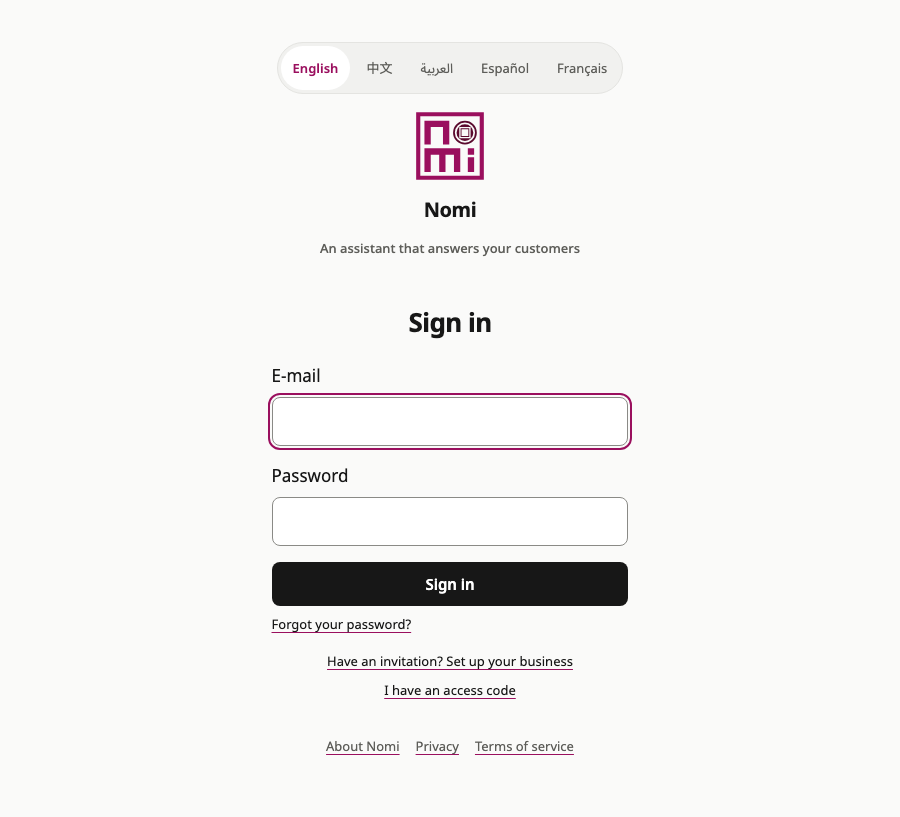 English 中文 العربية Español Français
nomi
Nomi
An assistant that answers your customers
Sign in
E-mail
Password
Sign in
Forgot your password?
Have an invitation? Set up your business
I have an access code
About Nomi Privacy Terms of service